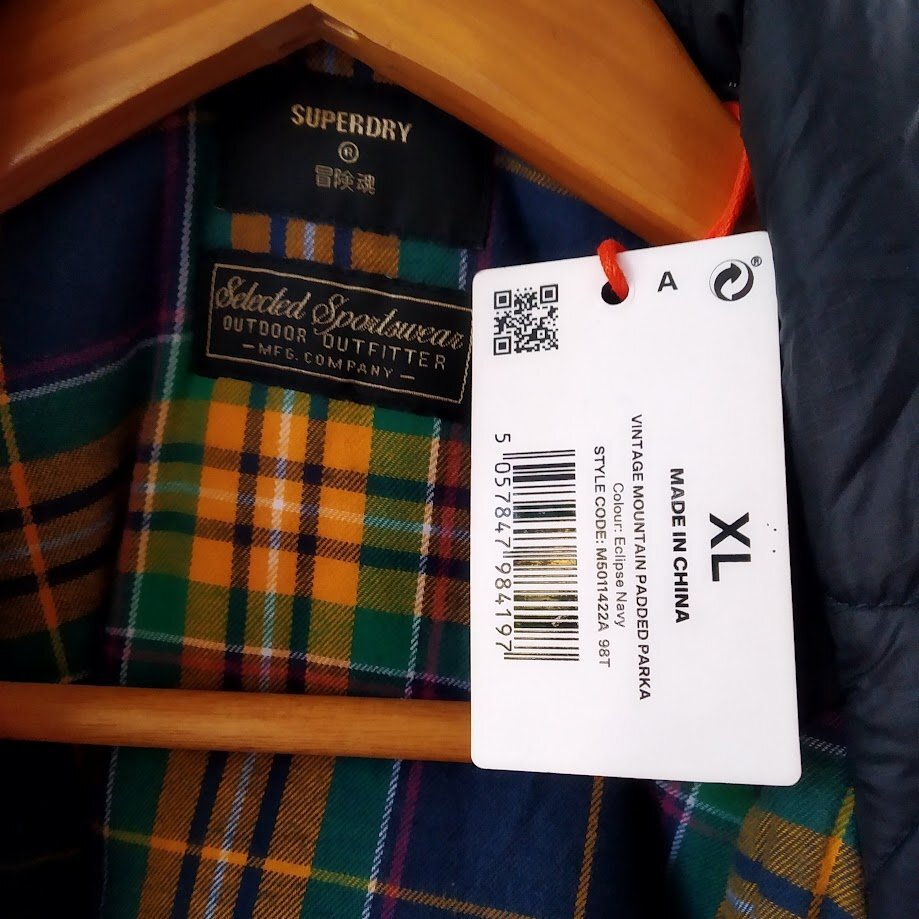 SUPERDRY
®
冒険魂
Selected Sportswear
OUTDOOR OUTFITTER
—MFG. COMPANY—
A
®
XL
MADE IN CHINA
VINTAGE MOUNTAIN PADDED PARKA
Colour: Eclipse Navy
STYLE CODE: M5011422A 98T
5 057847 984197